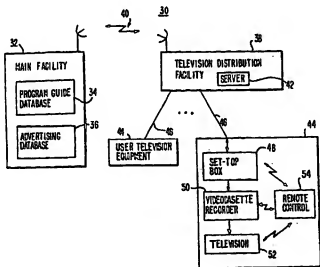 40
30
32
38
MAIN FACILITY
PROGRAM GUIDE DATABASE
34
ADVERTISING DATABASE
36
TELEVISION DISTRIBUTION FACILITY
SERVER
42
44
USER TELEVISION EQUIPMENT
46
...
46
44
SET-TOP BOX
48
54
50
VIDEOCASETTE RECORDER
REMOTE CONTROL
TELEVISION
52